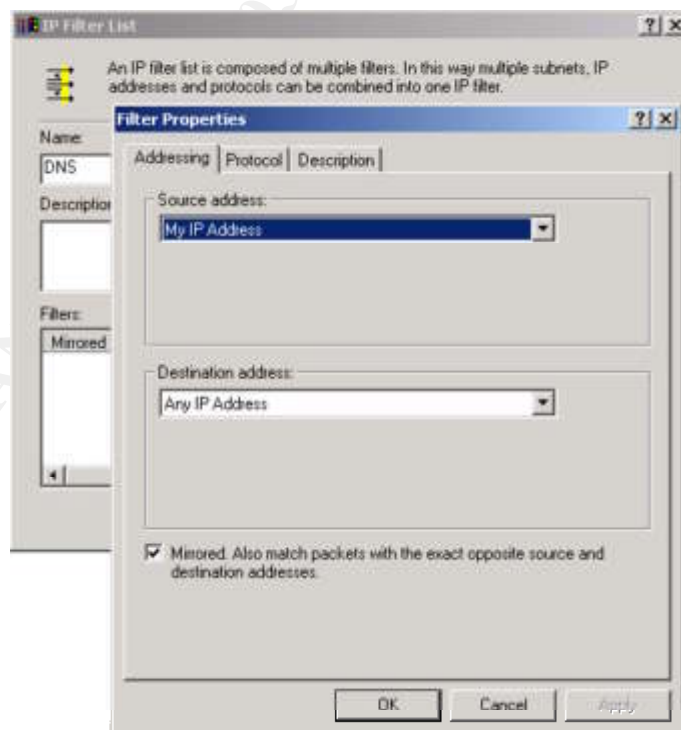 IP Filter List
An IP filter list is composed of multiple filters. In this way multiple subnets, IP
addresses and protocols can be combined into one IP filter.
Name:
DNS
Description
Filters:
Mirrored
Filter Properties
Addressing
Protocol
Description
Source address:
My IP Address
Destination address:
Any IP Address
Mirrored. Also match packets with the exact opposite source and
destination addresses.
OK
Cancel
Apply